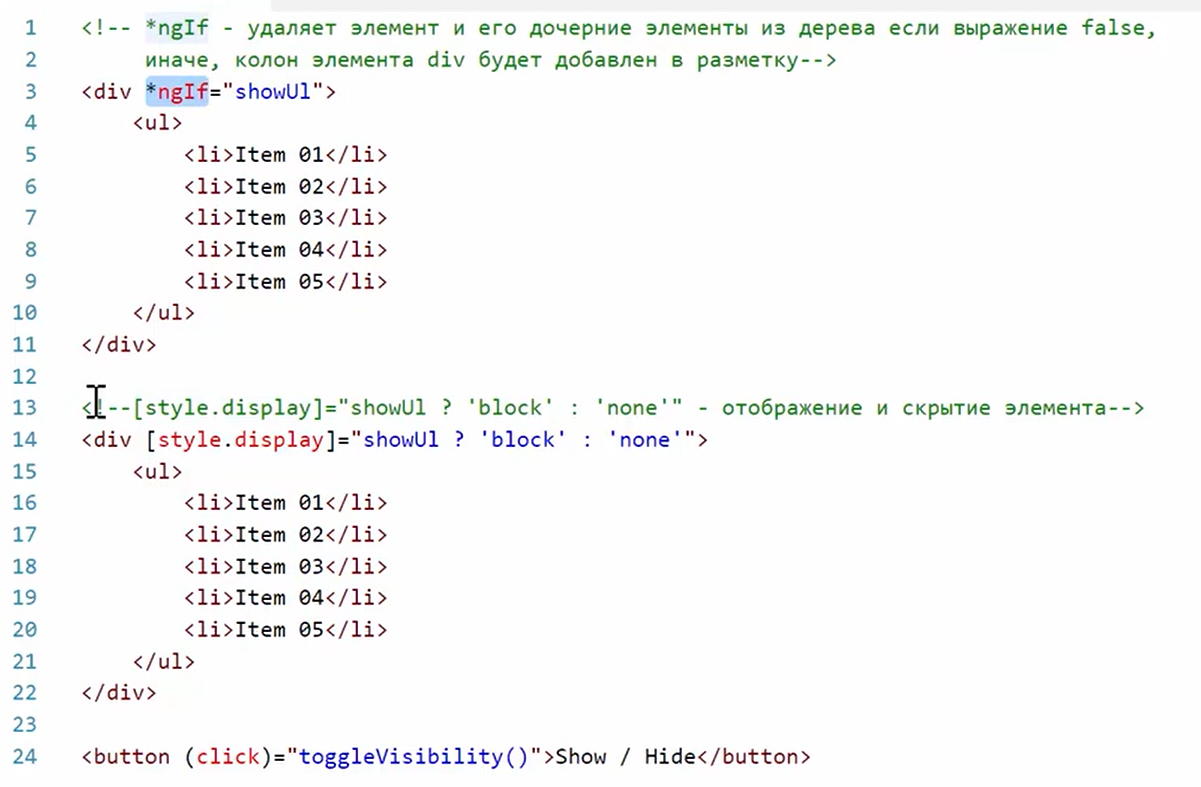 1 <!-- *ngIf - удаляет элемент и его дочерние элементы из дерева если выражение false,
2 иначе, колон элемента div будет добавлен в разметку-->
3 <div *ngIf="showUl">
4 <ul>
5 <li>Item 01</li>
6 <li>Item 02</li>
7 <li>Item 03</li>
8 <li>Item 04</li>
9 <li>Item 05</li>
10 </ul>
11 </div>
12
13 <!--[style.display]="showUl ? 'block' : 'none'" - отображение и скрытие элемента-->
14 <div [style.display]="showUl ? 'block' : 'none'">
15 <ul>
16 <li>Item 01</li>
17 <li>Item 02</li>
18 <li>Item 03</li>
19 <li>Item 04</li>
20 <li>Item 05</li>
21 </ul>
22 </div>
23
24 <button (click)="toggleVisibility()">Show / Hide</button>